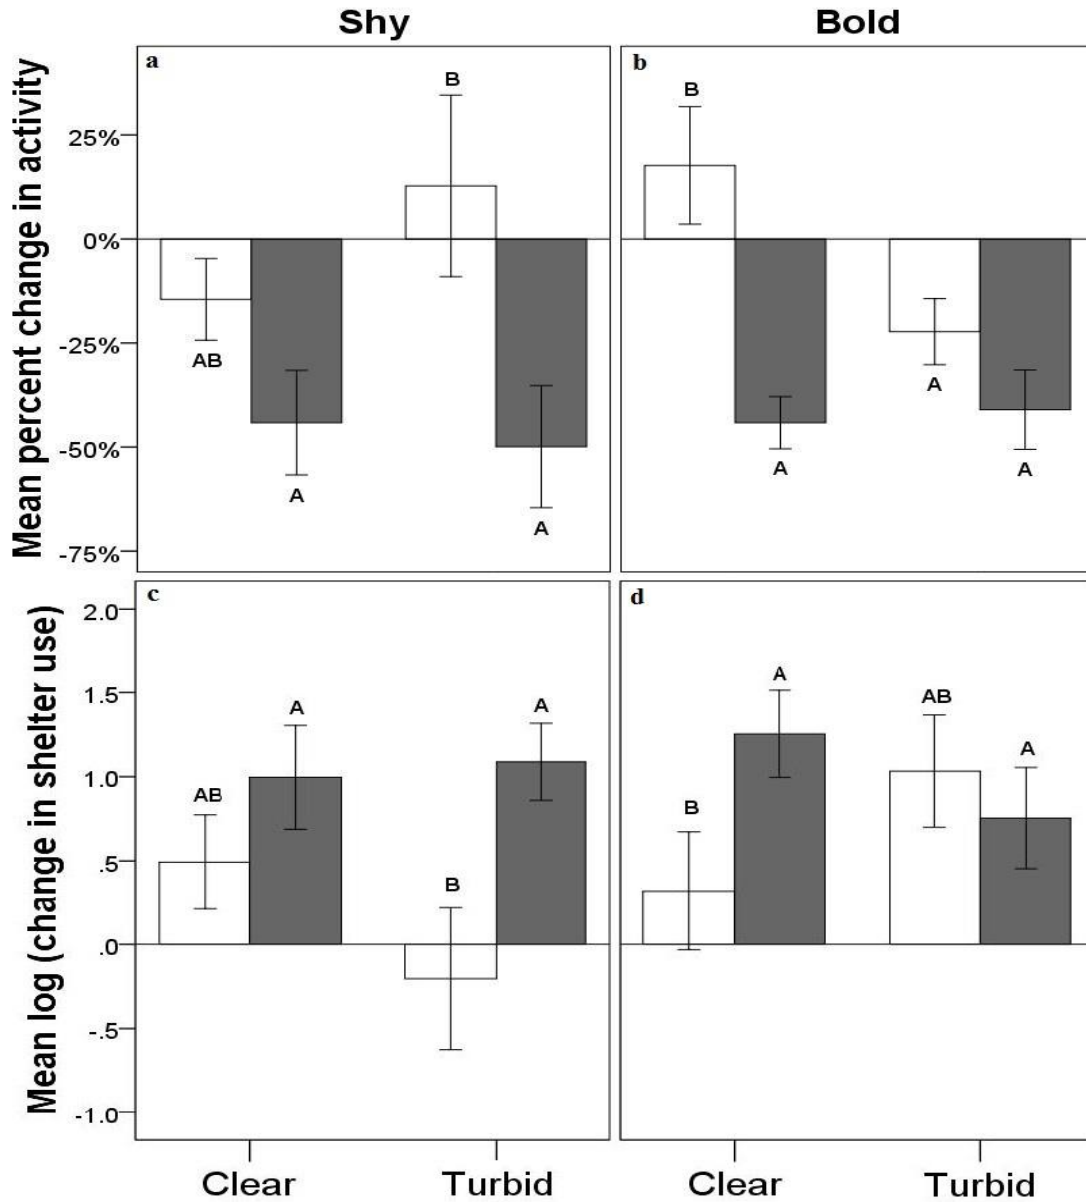 Shy
Bold
Mean percent change in activity
a
b
25%
0%
-25%
-50%
-75%
AB
A
B
A
B
A
A
A
Mean log (change in shelter use)
c
d
2.0
1.5
1.0
.5
.0
-.5
-1.0
AB
A
B
A
B
A
AB
A
Clear
Turbid
Clear
Turbid